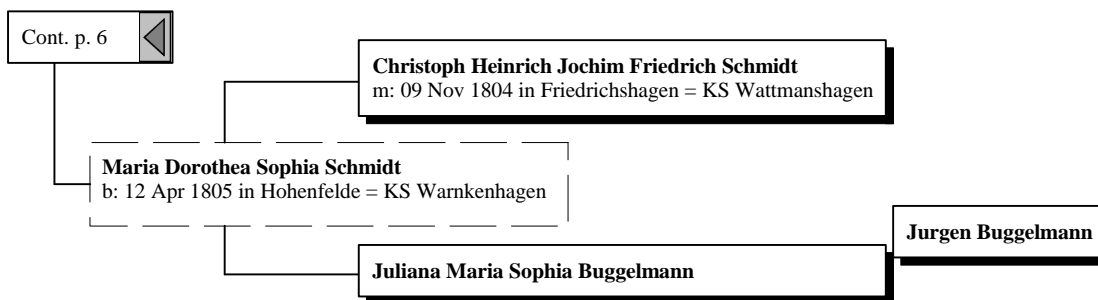 Cont. p. 6
Christoph Heinrich Jochim Friedrich Schmidt
m: 09 Nov 1804 in Friedrichshagen = KS Wattmanshagen
Maria Dorothea Sophia Schmidt
b: 12 Apr 1805 in Hohenfelde = KS Warnkenhagen
Jurgen Buggelmann
Juliana Maria Sophia Buggelmann